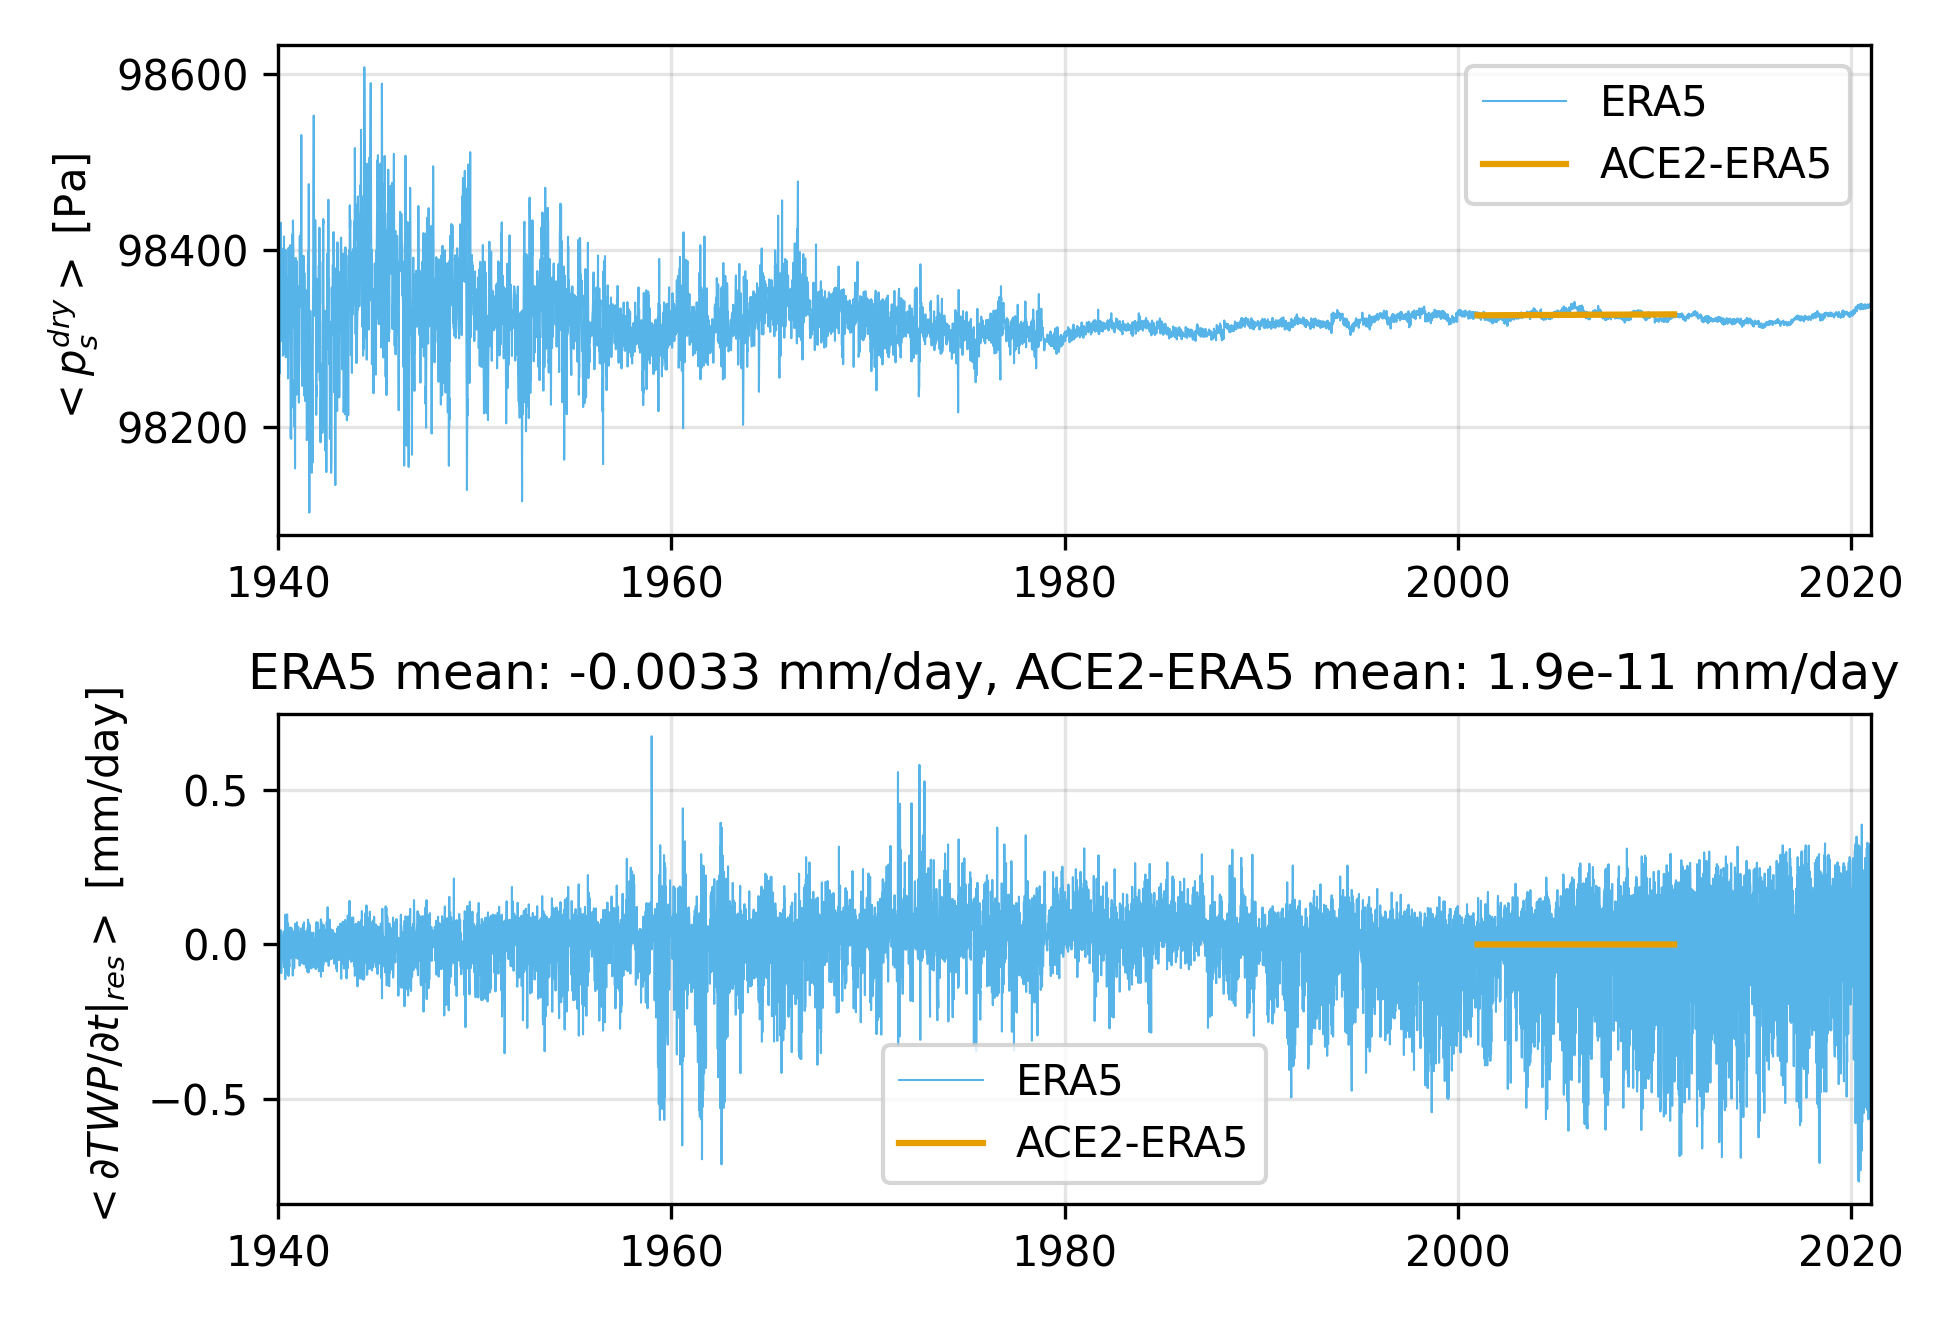 98600
98400
98200
< p_s^{dry} > [Pa]
ERA5
ACE2-ERA5
1940 1960 1980 2000 2020
ERA5 mean: -0.0033 mm/day, ACE2-ERA5 mean: 1.9e-11 mm/day
0.5
0.0
−0.5
< ∂TWP/∂t|_{res} > [mm/day]
ERA5
ACE2-ERA5
1940 1960 1980 2000 2020